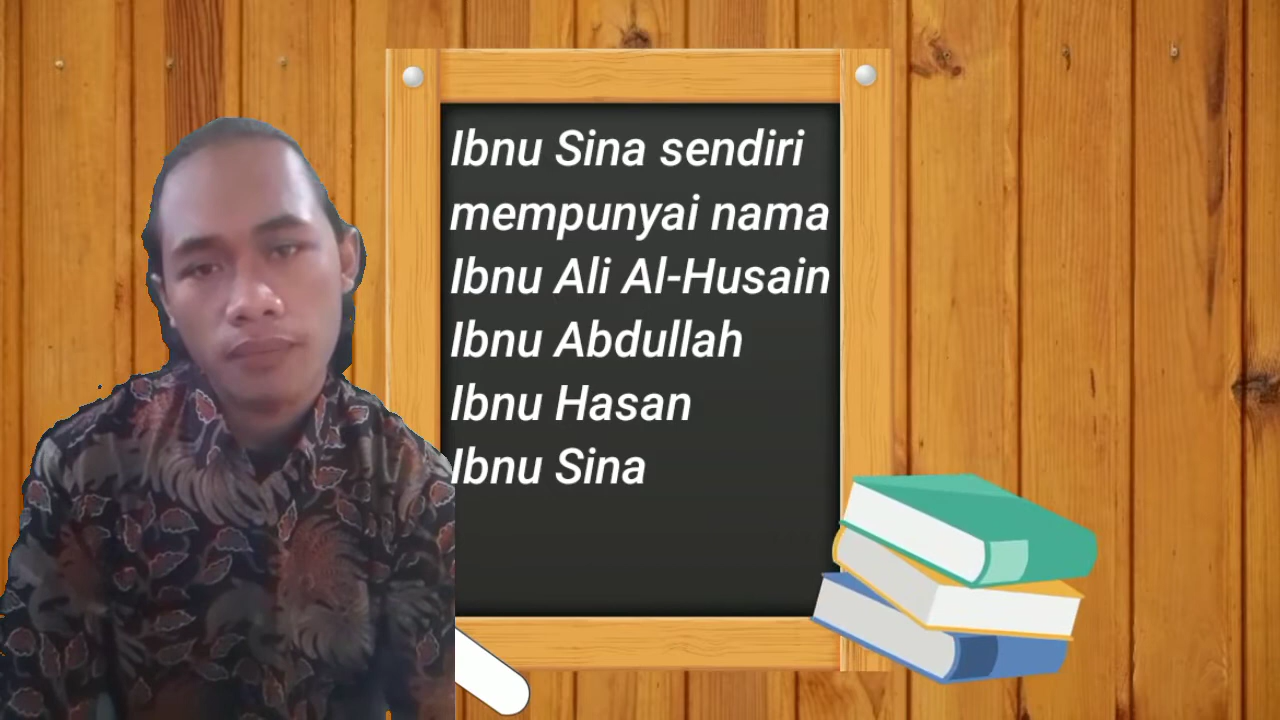 Ibnu Sina sendiri
mempunyai nama
Ibnu Ali Al-Husain
Ibnu Abdullah
Ibnu Hasan
Ibnu Sina